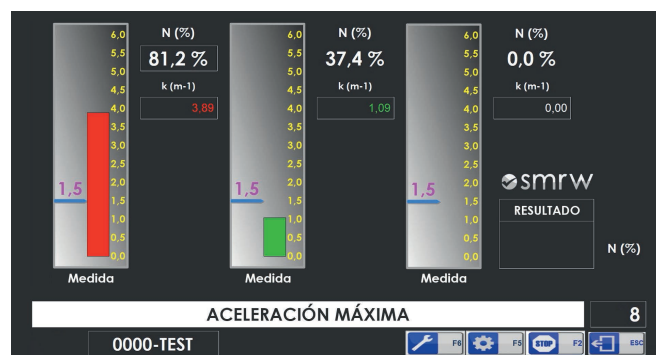 6,0
5,5
5,0
4,5
4,0
3,5
3,0
2,5
2,0
1,5
1,0
0,5
0,0
1,5
Medida
N (%)
81,2 %
k (m-1)
3,89
6,0
5,5
5,0
4,5
4,0
3,5
3,0
2,5
2,0
1,5
1,0
0,5
0,0
1,5
Medida
N (%)
37,4 %
k (m-1)
1,09
6,0
5,5
5,0
4,5
4,0
3,5
3,0
2,5
2,0
1,5
1,0
0,5
0,0
1,5
Medida
N (%)
0,0 %
k (m-1)
0,00
smrw
RESULTADO
N (%)
ACELERACIÓN MÁXIMA
8
0000-TEST
F6
F5
STOP
F2
ESC